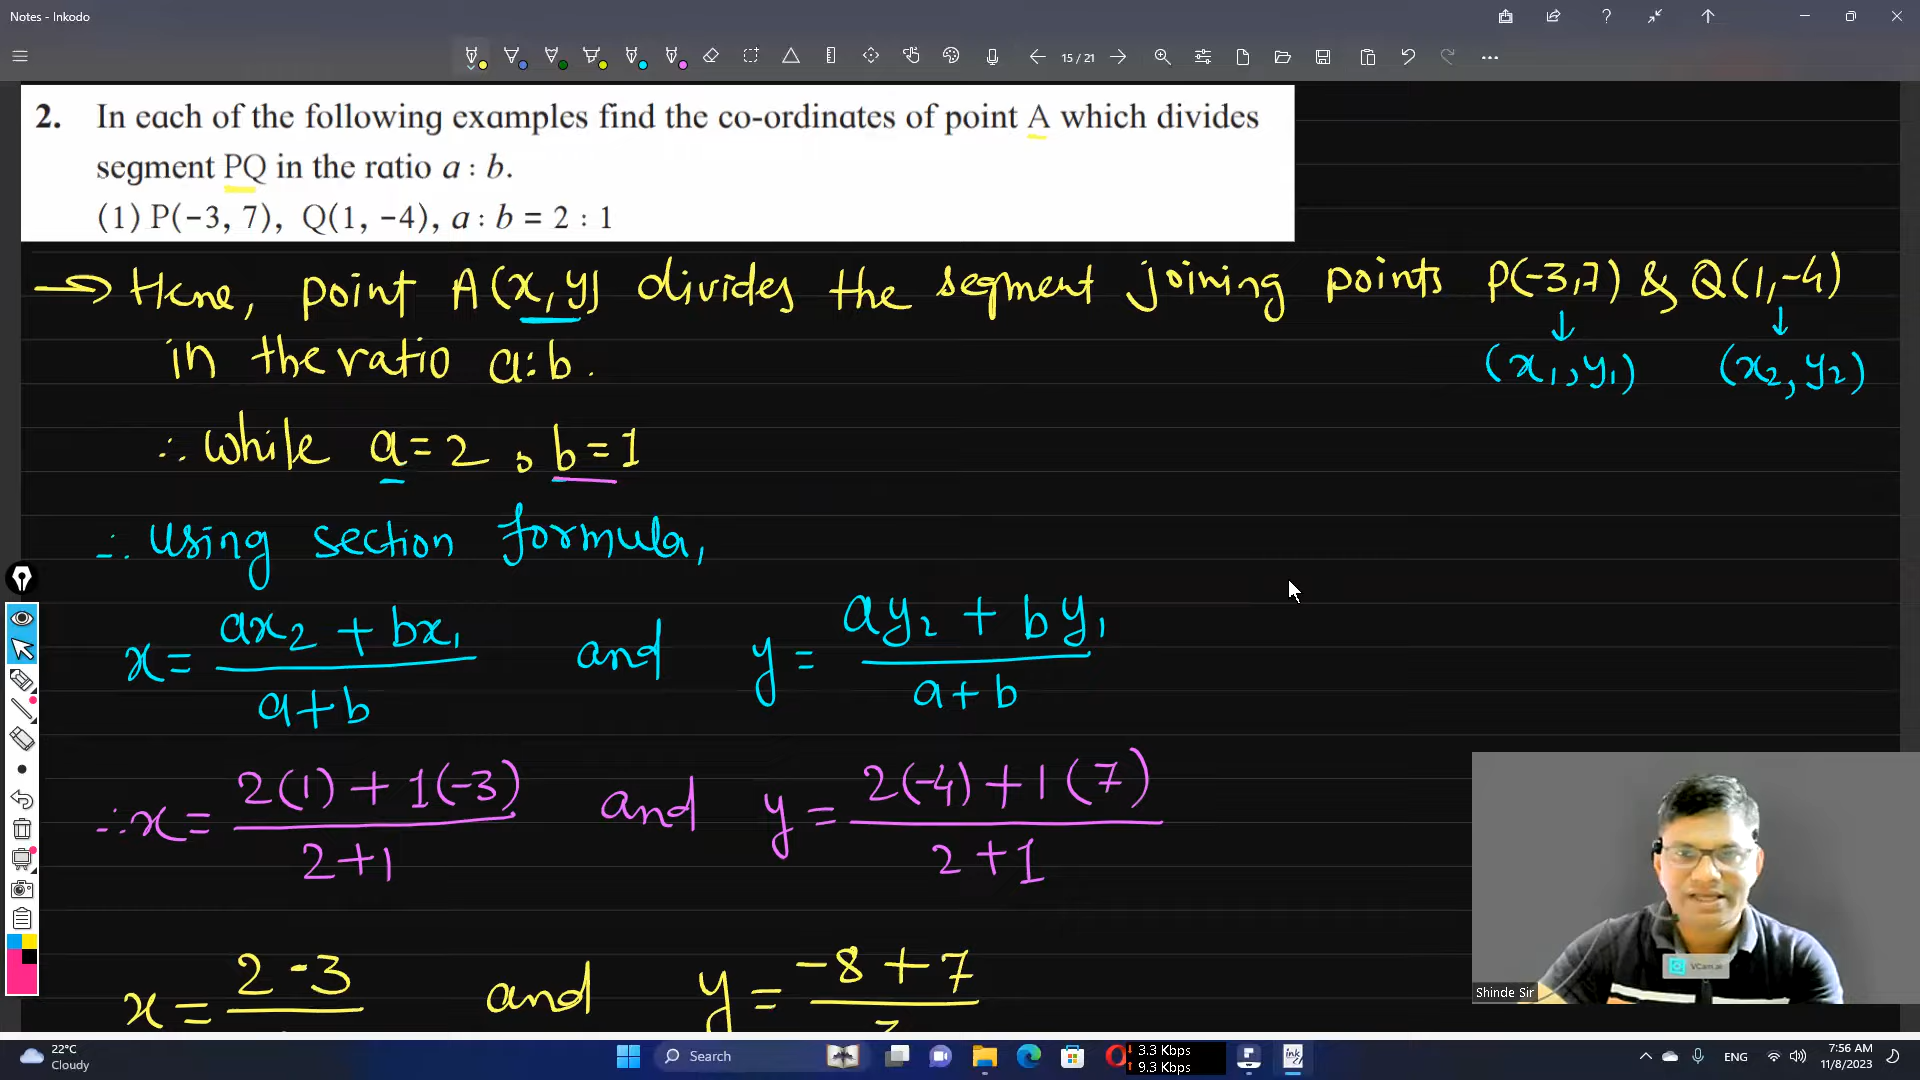 Notes - Inkodo
15 / 21
2. In each of the following examples find the co-ordinates of point A which divides
segment PQ in the ratio a : b.
(1) P(−3, 7), Q(1, −4), a : b = 2 : 1
→ Here, point A(x,y) divides the segment joining points P(-3,7) & Q(1,-4)
↓ ↓
in the ratio a:b. (x₁,y₁) (x₂,y₂)
∴ while a=2, b=1
∴ Using section formula,
x = (ax₂ + bx₁)/(a+b) and y = (ay₂ + by₁)/(a+b)
∴ x = (2(1) + 1(-3))/(2+1) and y = (2(-4) + 1(7))/(2+1)
x = 2-3 and y = -8+7
VCam.ai
Shinde Sir
22°C
Cloudy
Search
3.3 Kbps
9.3 Kbps
ink
ENG
7:56 AM
11/8/2023